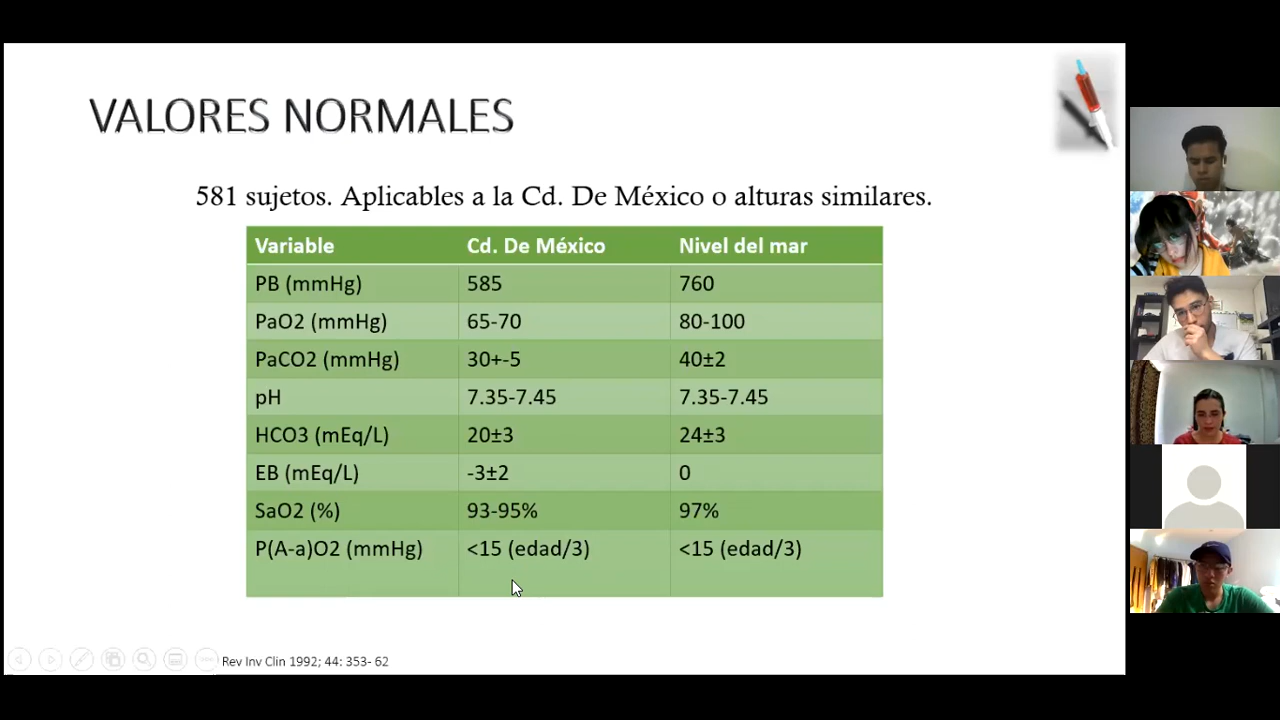 VALORES NORMALES
581 sujetos. Aplicables a la Cd. De México o alturas similares.
Variable Cd. De México Nivel del mar
PB (mmHg) 585 760
PaO2 (mmHg) 65-70 80-100
PaCO2 (mmHg) 30+-5 40±2
pH 7.35-7.45 7.35-7.45
HCO3 (mEq/L) 20±3 24±3
EB (mEq/L) -3±2 0
SaO2 (%) 93-95% 97%
P(A-a)O2 (mmHg) <15 (edad/3) <15 (edad/3)
Rev Inv Clin 1992; 44: 353- 62